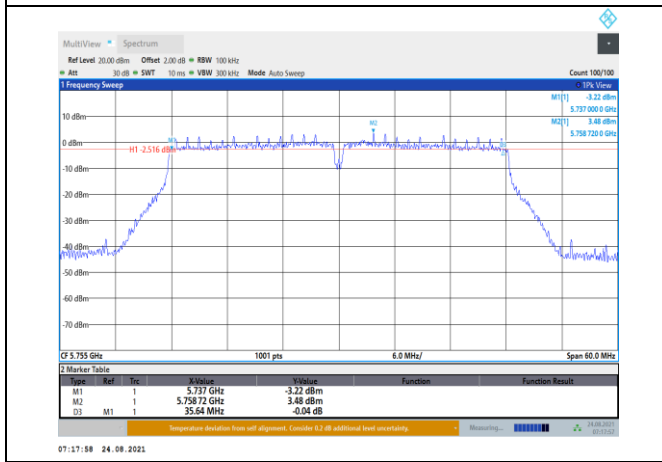 MultiView Spectrum
Ref Level 20.00 dBm Offset 2.00 dB RBW 100 kHz
Att 30 dB SWT 10 ms VBW 300 kHz Mode Auto Sweep Count 100/100
1 Frequency Sweep 1Pk View
M1[1] -3.22 dBm
5.737 000 0 GHz
M2[1] 3.48 dBm
5.758 720 0 GHz
10 dBm
M2
0 dBm
H1 -2.516 dBm
-10 dBm
-20 dBm
-30 dBm
-40 dBm
-50 dBm
-60 dBm
-70 dBm
CF 5.755 GHz 1001 pts 6.0 MHz/ Span 60.0 MHz
2 Marker Table
Type Ref Trc X-Value Y-Value Function Function Result
M1 1 5.737 GHz -3.22 dBm
M2 1 5.75872 GHz 3.48 dBm
D3 M1 1 35.64 MHz -0.04 dB
Temperature deviation from self alignment. Consider 0.2 dB additional level uncertainty. Measuring... 24.08.2021
07:17:57
07:17:58 24.08.2021